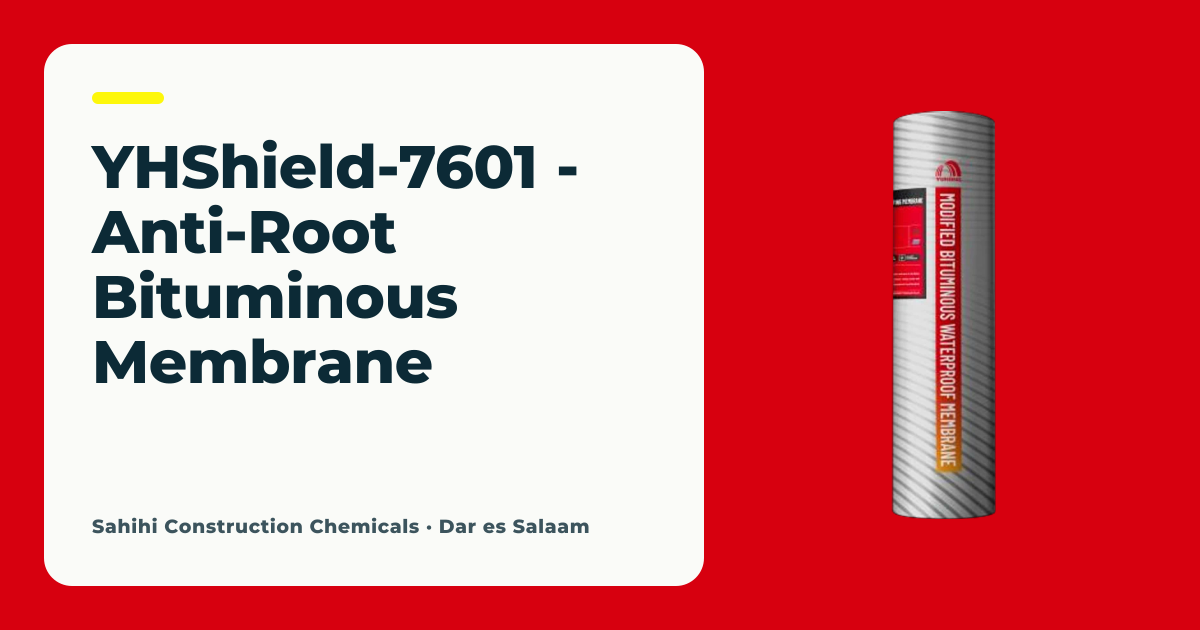 YHShield-7601 -
Anti-Root
Bituminous
Membrane
Sahihi Construction Chemicals · Dar es Salaam
MODIFIED BITUMINOUS WATERPROOF MEMBRANE